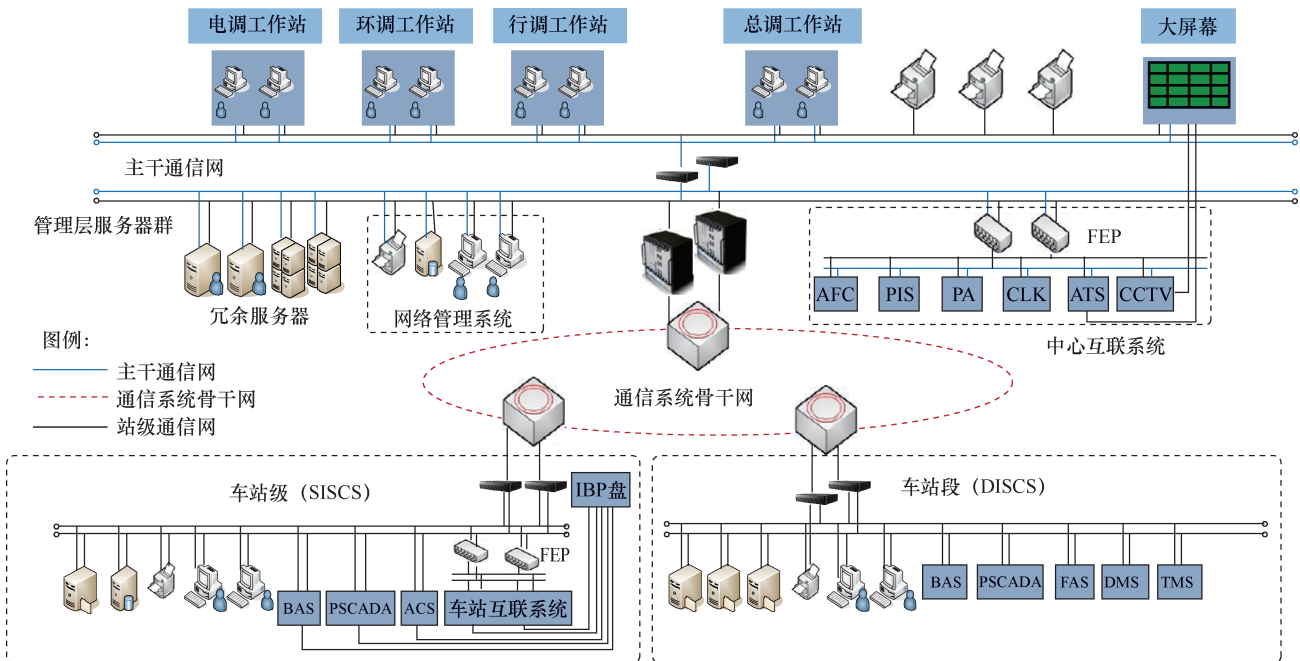 电调工作站
环调工作站
行调工作站
总调工作站
大屏幕
主干通信网
管理层服务器群
冗余服务器
网络管理系统
FEP
AFC
PIS
PA
CLK
ATS
CCTV
中心互联系统
图例:
主干通信网
通信系统骨干网
站级通信网
通信系统骨干网
车站级（SISCS）
IBP盘
FEP
BAS
PSCADA
ACS
车站互联系统
车站段（DISCS）
BAS
PSCADA
FAS
DMS
TMS